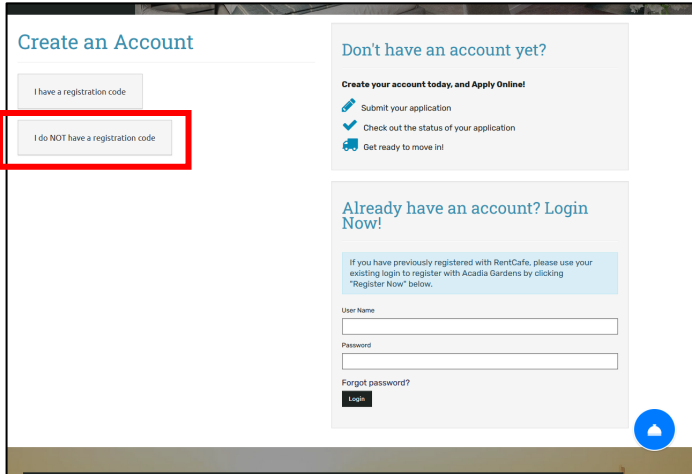 Create an Account
I have a registration code
I do NOT have a registration code
Don't have an account yet?
Create your account today, and Apply Online!
Submit your application
Check out the status of your application
Get ready to move in!
Already have an account? Login
Now!
If you have previously registered with RentCafe, please use your
existing login to register with Acadia Gardens by clicking
"Register Now" below.
User Name
Password
Forgot password?
Login